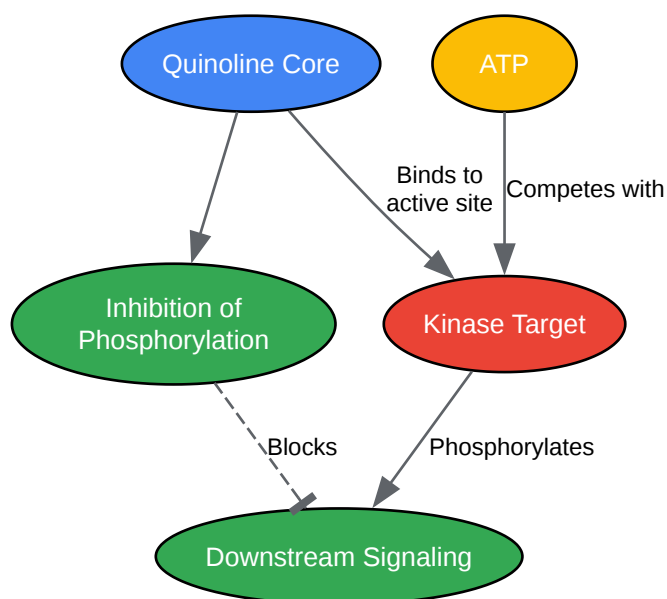 Quinoline Core
ATP
Binds to
active site
Competes with
Inhibition of
Phosphorylation
Kinase Target
Blocks
Phosphorylates
Downstream Signaling